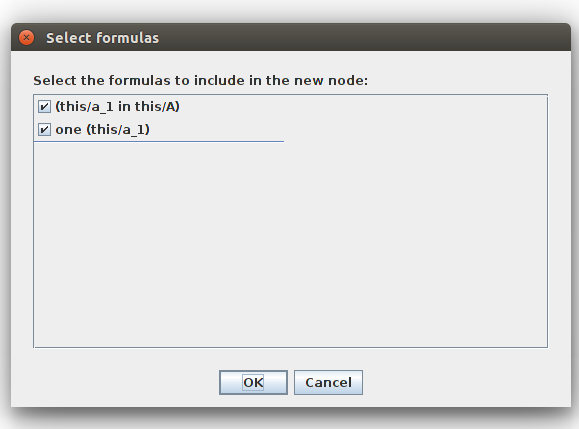 Select formulas
Select the formulas to include in the new node:
(this/a_1 in this/A)
one (this/a_1)
OK Cancel